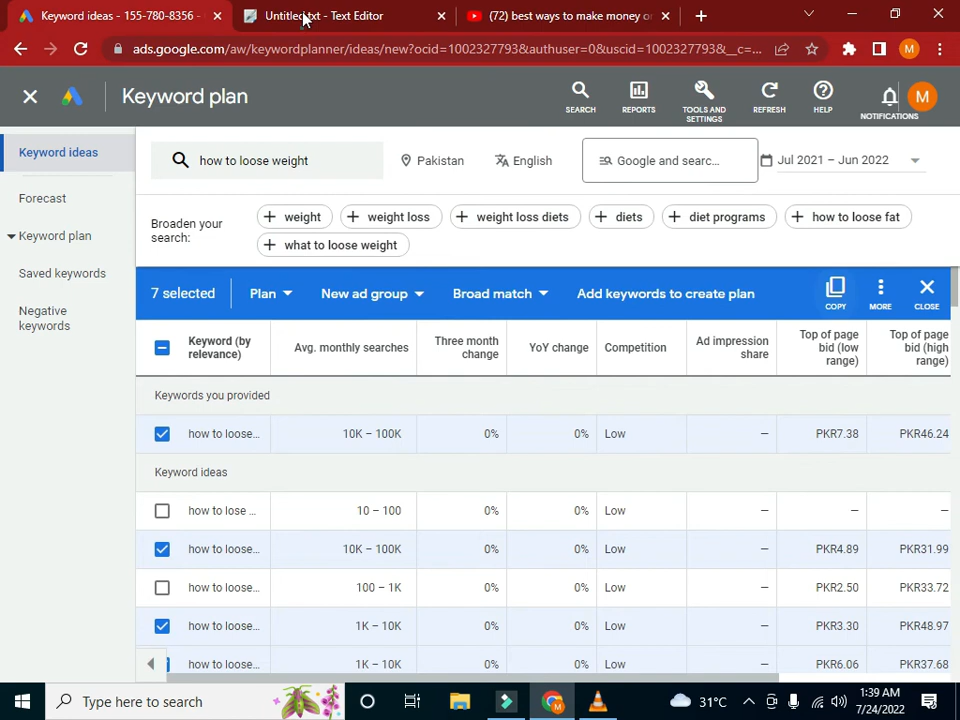 Keyword ideas - 155-780-8356 -
Untitled.txt - Text Editor
(72) best ways to make money o
ads.google.com/aw/keywordplanner/ideas/new?ocid=1002327793&authuser=0&uscid=1002327793&__c=...
M
Keyword plan
SEARCH
REPORTS
TOOLS AND
SETTINGS
REFRESH
HELP
NOTIFICATIONS
M
Keyword ideas
Forecast
Keyword plan
Saved keywords
Negative
keywords
how to loose weight
Pakistan
English
Google and searc...
Jul 2021 – Jun 2022
Broaden your
search:
weight
weight loss
weight loss diets
diets
diet programs
how to loose fat
what to loose weight
7 selected
Plan
New ad group
Broad match
Add keywords to create plan
COPY
MORE
CLOSE
Keyword (by
relevance)
Avg. monthly searches
Three month
change
YoY change
Competition
Ad impression
share
Top of page
bid (low
range)
Top of page
bid (high
range)
Keywords you provided
how to loose... 10K – 100K 0% 0% Low – PKR7.38 PKR46.24
Keyword ideas
how to lose ... 10 – 100 0% 0% Low – – –
how to loose... 10K – 100K 0% 0% Low – PKR4.89 PKR31.99
how to loose... 100 – 1K 0% 0% Low – PKR2.50 PKR33.72
how to loose... 1K – 10K 0% 0% Low – PKR3.30 PKR48.97
how to loose... 1K – 10K 0% 0% Low – PKR6.06 PKR37.68
Type here to search
31°C
1:39 AM
7/24/2022